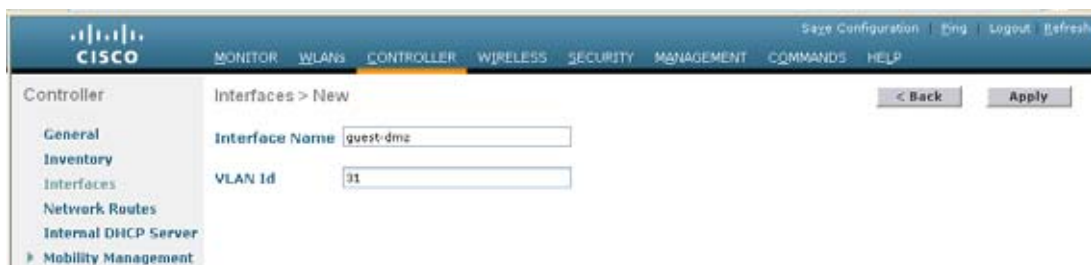 Save Configuration | Ping | Logout | Refresh
CISCO
MONITOR WLANs CONTROLLER WIRELESS SECURITY MANAGEMENT COMMANDS HELP
Controller
Interfaces > New
< Back
Apply
General
Inventory
Interfaces
Network Routes
Internal DHCP Server
Mobility Management
Interface Name guest-dmz
VLAN Id 31